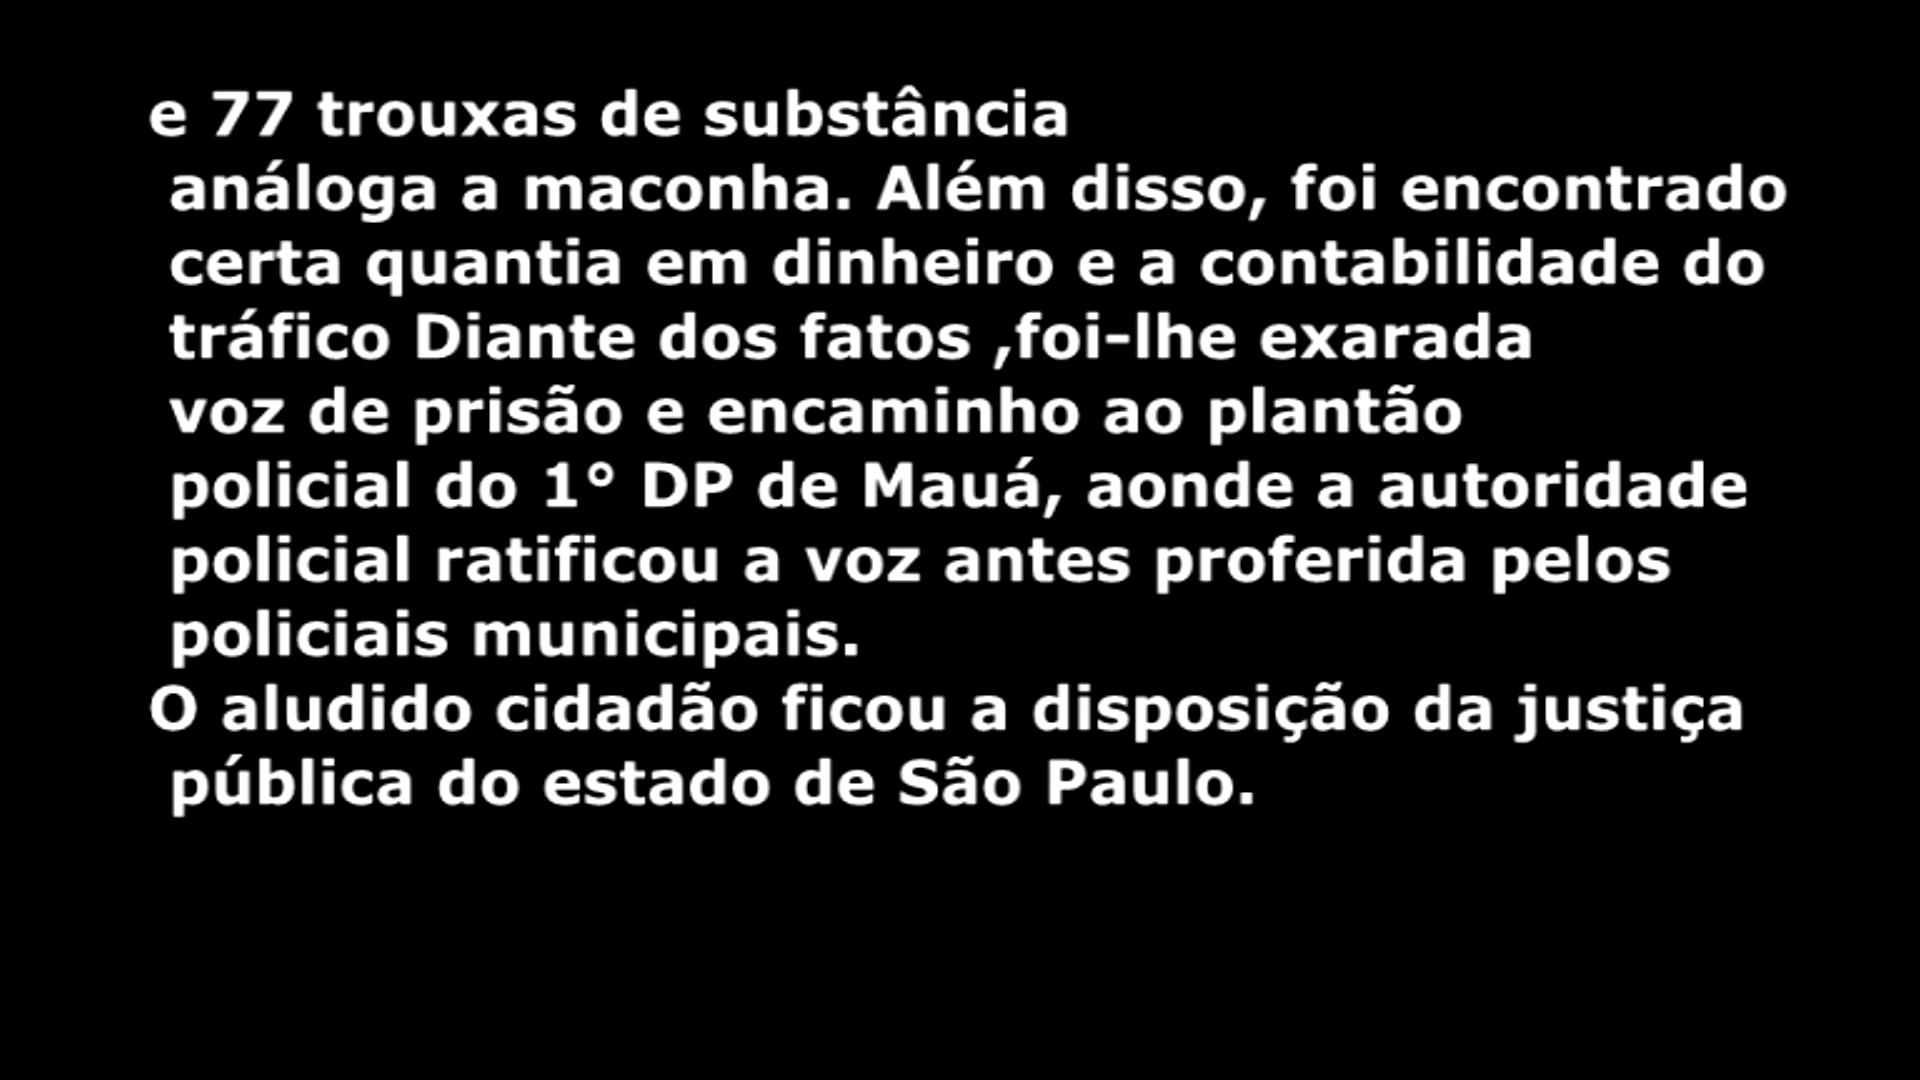 e 77 trouxas de substância
análoga a maconha. Além disso, foi encontrado
certa quantia em dinheiro e a contabilidade do
tráfico Diante dos fatos ,foi-lhe exarada
voz de prisão e encaminho ao plantão
policial do 1° DP de Mauá, aonde a autoridade
policial ratificou a voz antes proferida pelos
policiais municipais.
O aludido cidadão ficou a disposição da justiça
pública do estado de São Paulo.